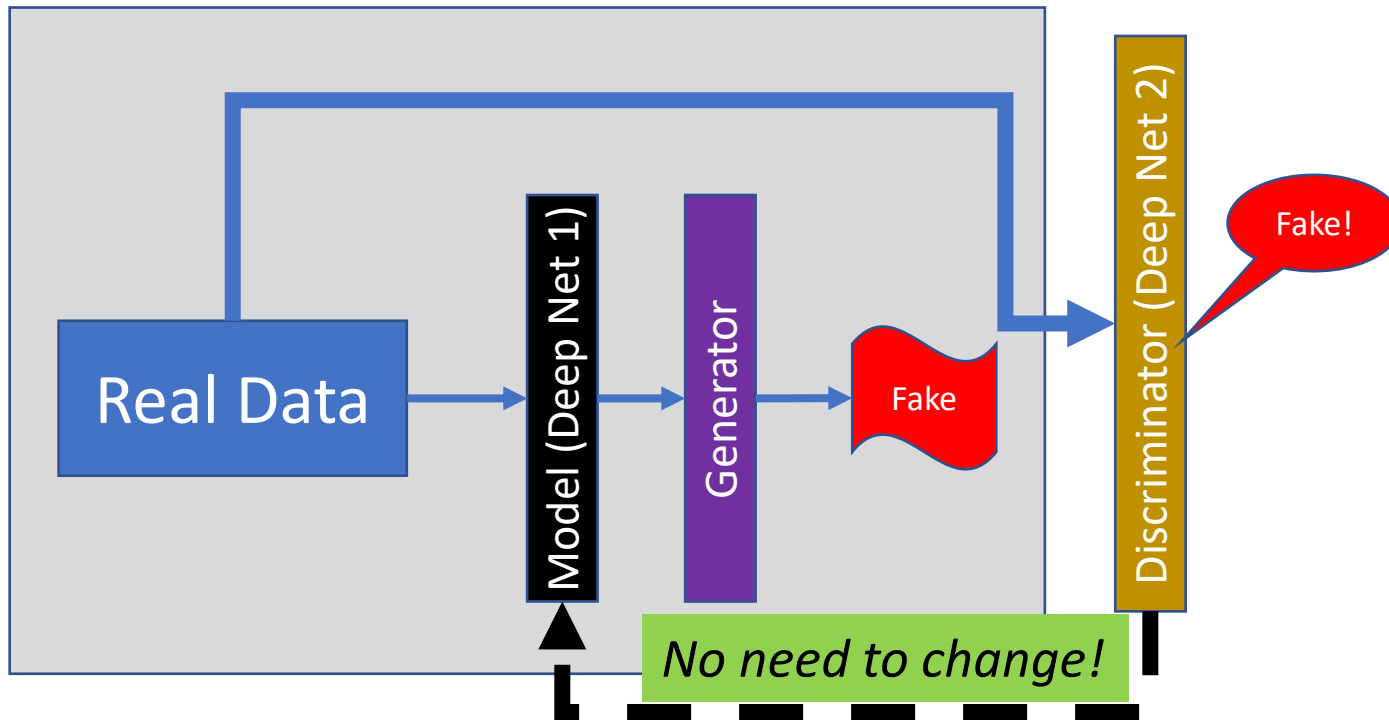 Real Data
Model (Deep Net 1)
Generator
Fake
Discriminator (Deep Net 2)
Fake!
No need to change!